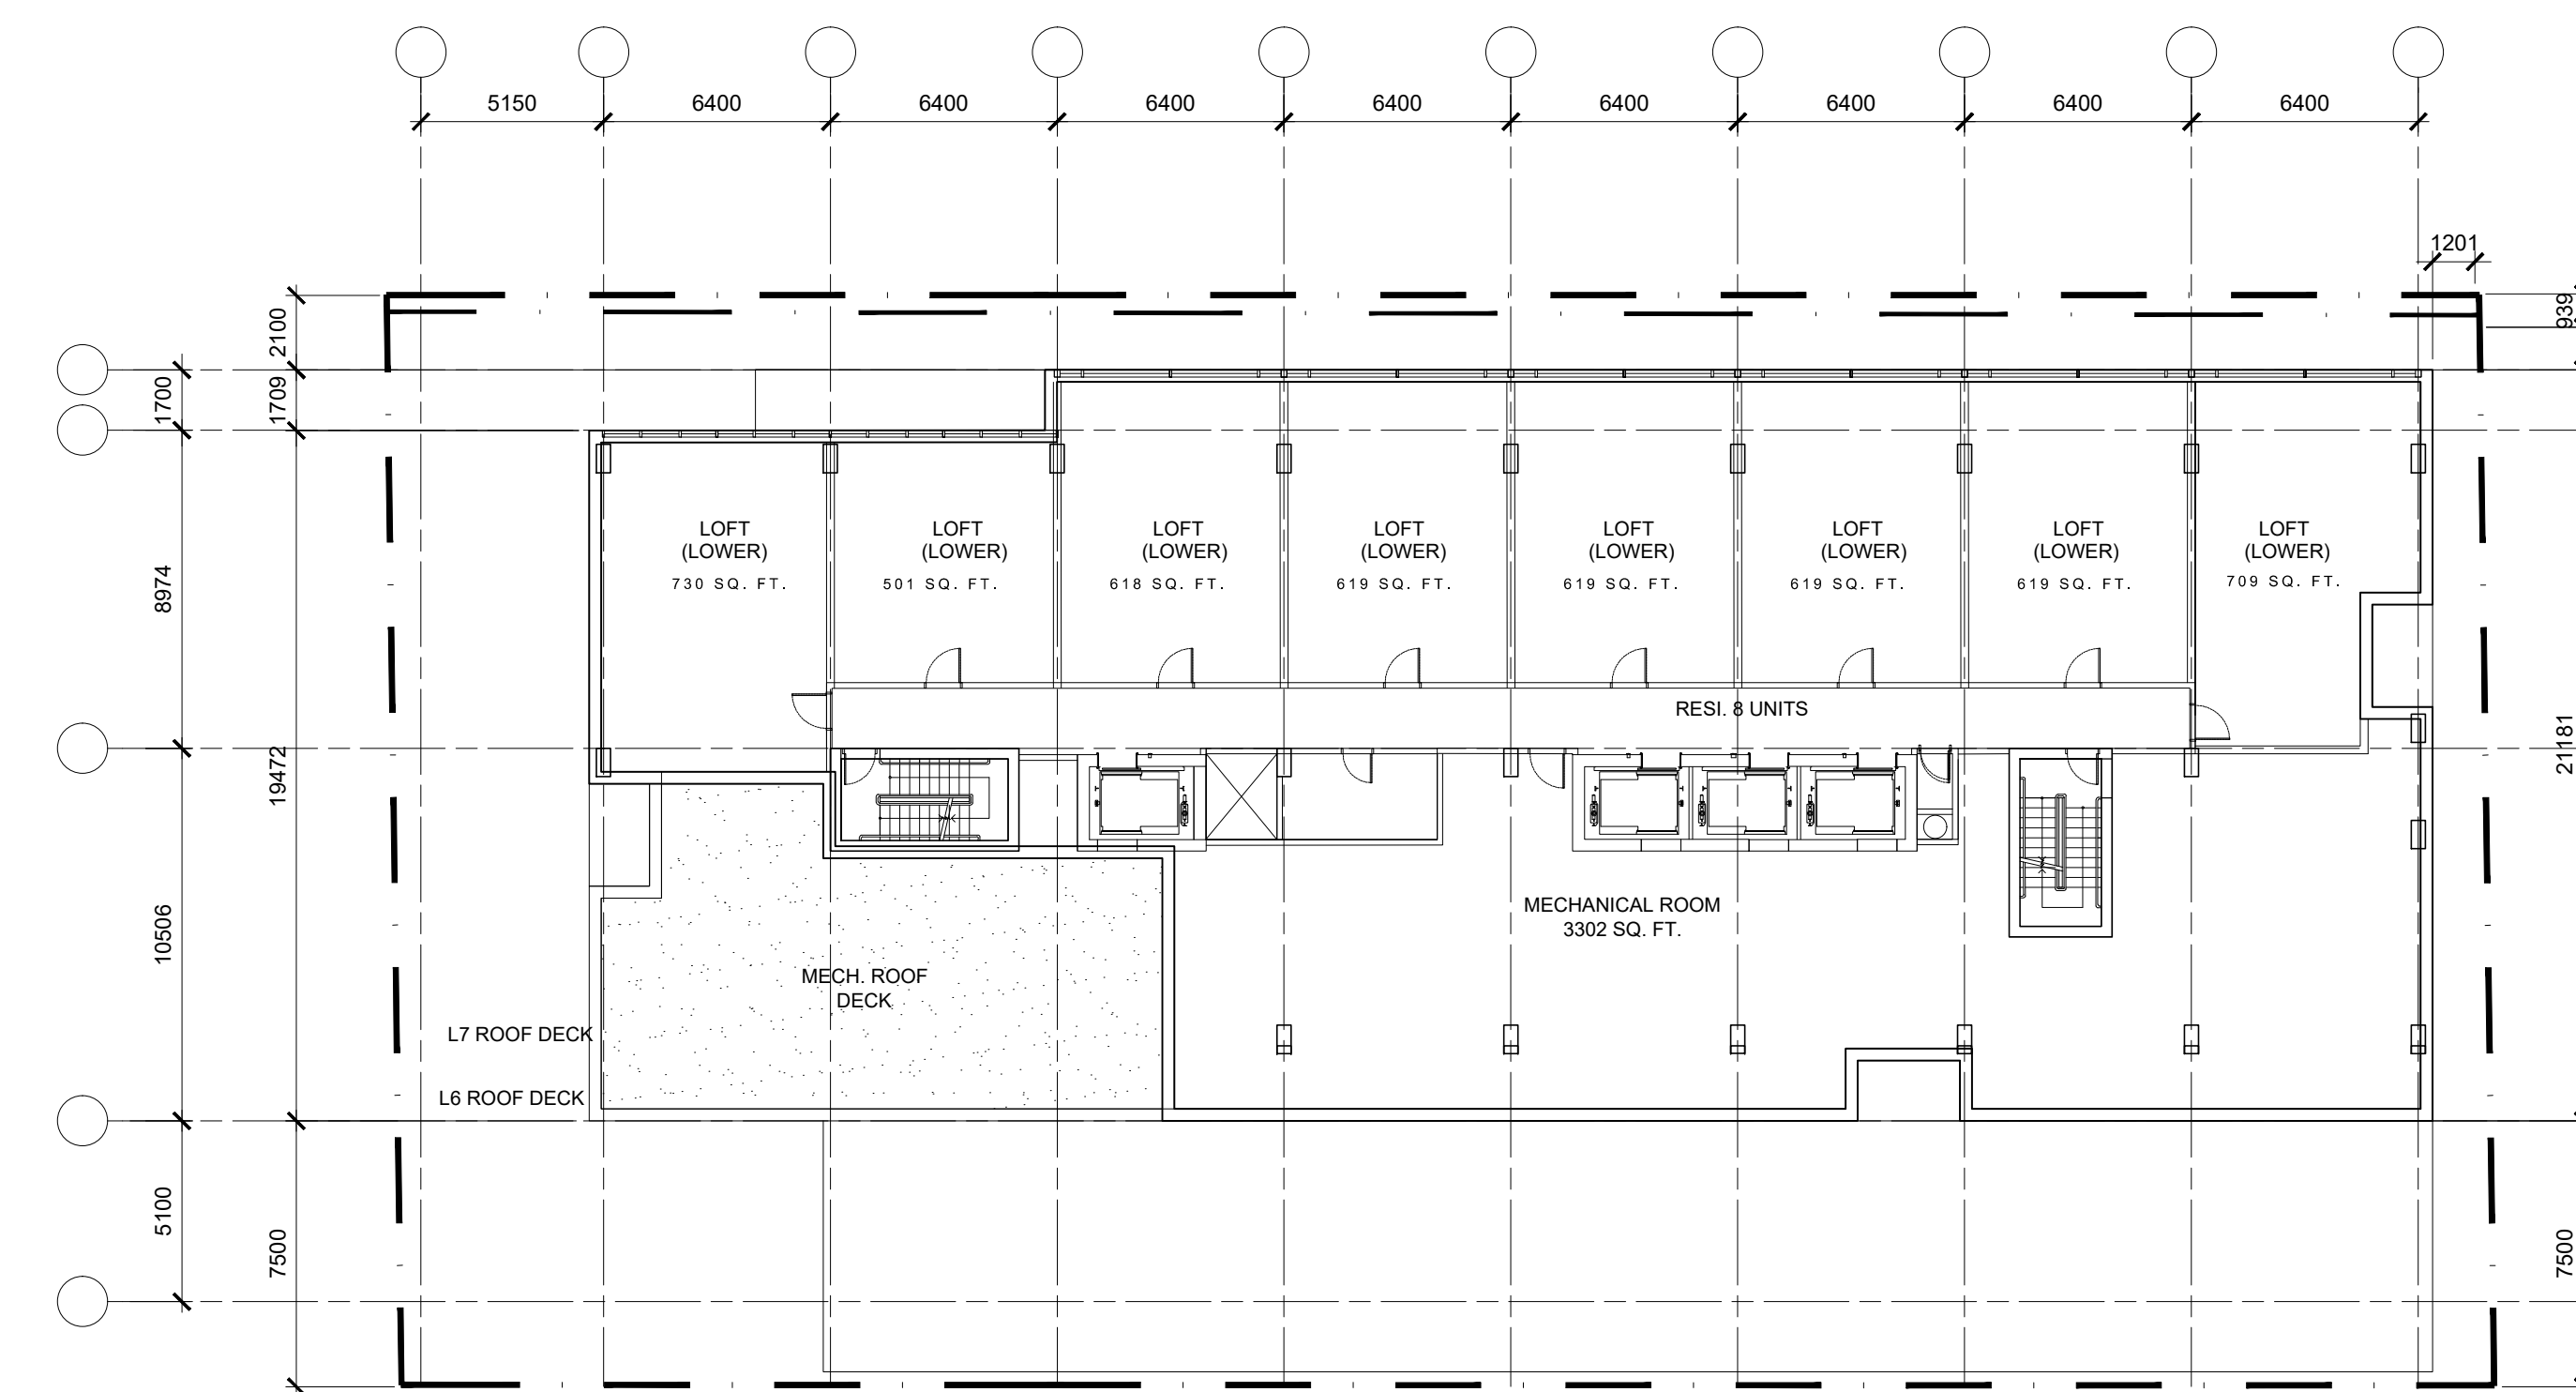 5150 6400 6400 6400 6400 6400 6400 6400 6400
1201
939
2100
1700
1709
8974
19472
10506
5100
7500
21181
7500
LOFT
(LOWER)
730 SQ. FT.
LOFT
(LOWER)
501 SQ. FT.
LOFT
(LOWER)
618 SQ. FT.
LOFT
(LOWER)
619 SQ. FT.
LOFT
(LOWER)
619 SQ. FT.
LOFT
(LOWER)
619 SQ. FT.
LOFT
(LOWER)
619 SQ. FT.
LOFT
(LOWER)
709 SQ. FT.
RESI. 8 UNITS
MECHANICAL ROOM
3302 SQ. FT.
MECH. ROOF
DECK
L7 ROOF DECK
L6 ROOF DECK